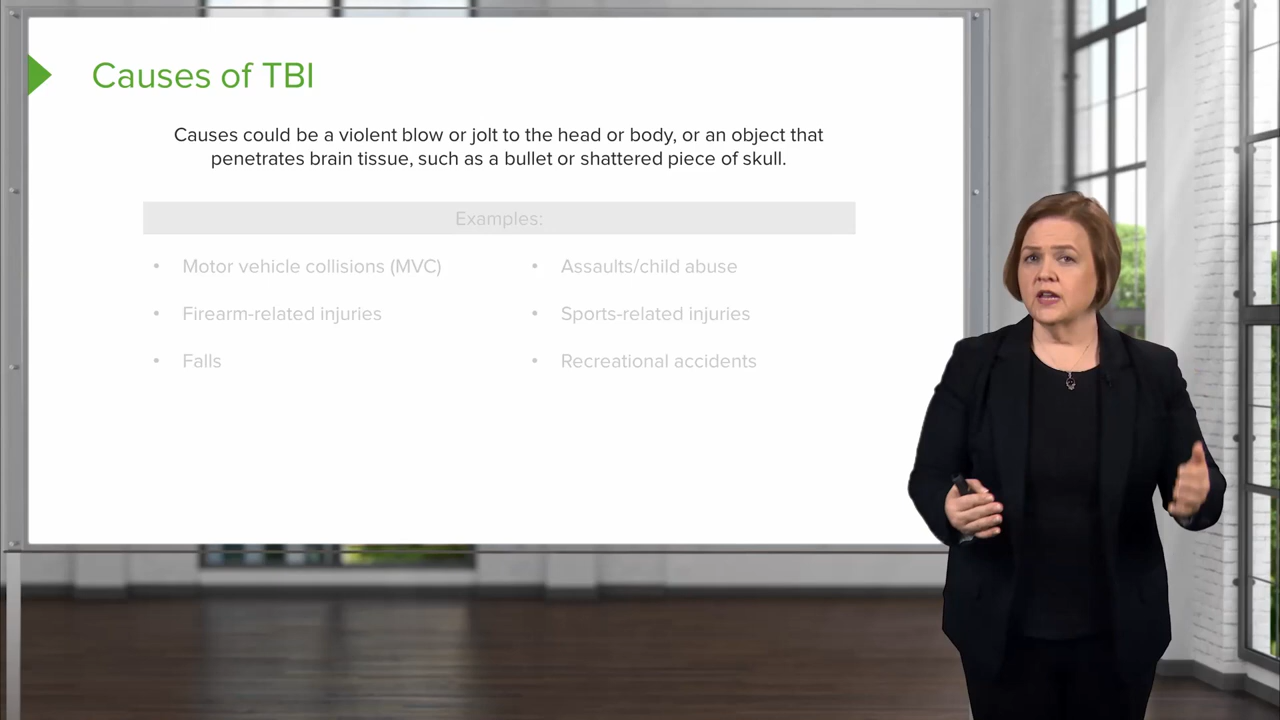 Causes of TBI
Causes could be a violent blow or jolt to the head or body, or an object that
penetrates brain tissue, such as a bullet or shattered piece of skull.
Examples:
• Motor vehicle collisions (MVC)
• Firearm-related injuries
• Falls
• Assaults/child abuse
• Sports-related injuries
• Recreational accidents